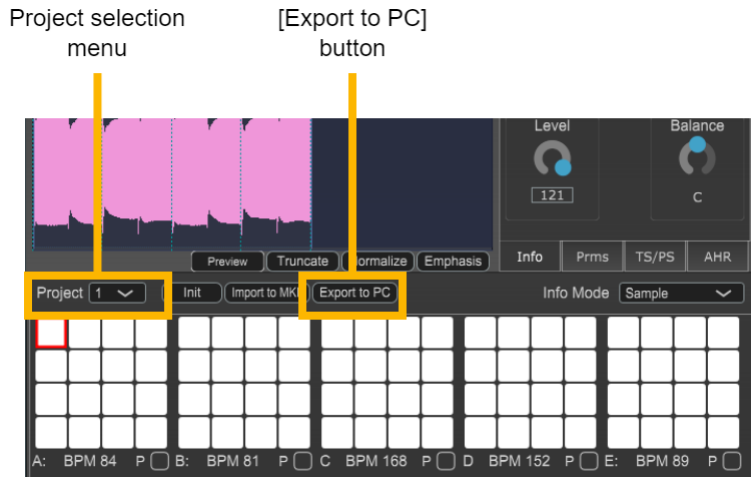 Project selection
menu
[Export to PC]
button
Level
Balance
121
C
Preview Truncate Normalize Emphasis
Info Prms TS/PS AHR
Project 1 Init Import to Export to PC Info Mode Sample
A: BPM 84 P B: BPM 81 P C BPM 168 P D BPM 152 P E: BPM 89 P